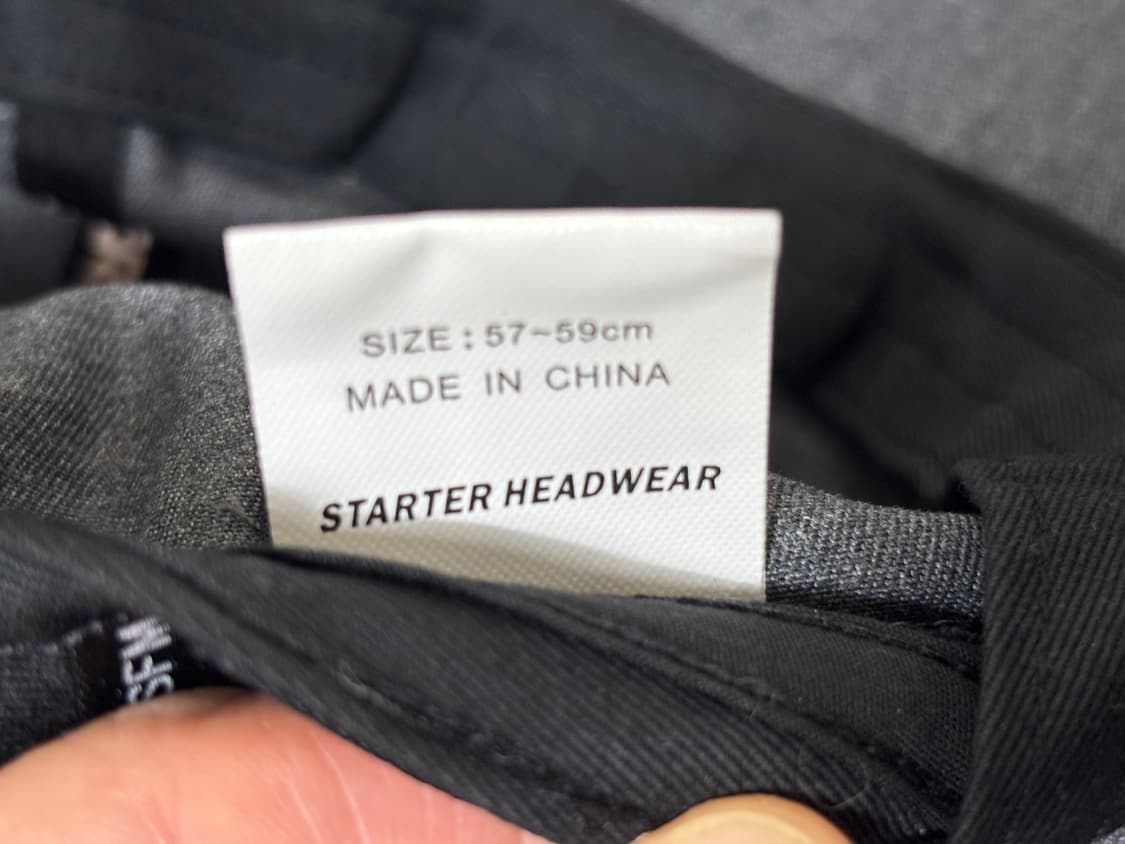 SIZE : 57~59cm
MADE IN CHINA
STARTER HEADWEAR